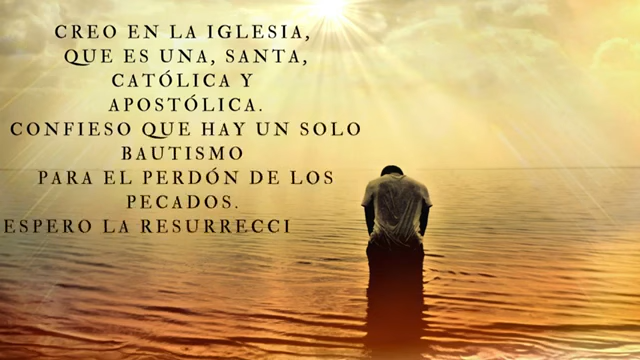 CREO EN LA IGLESIA,
QUE ES UNA, SANTA,
CATÓLICA Y
APOSTÓLICA.
CONFIESO QUE HAY UN SOLO
BAUTISMO
PARA EL PERDÓN DE LOS
PECADOS.
ESPERO LA RESURRECCI